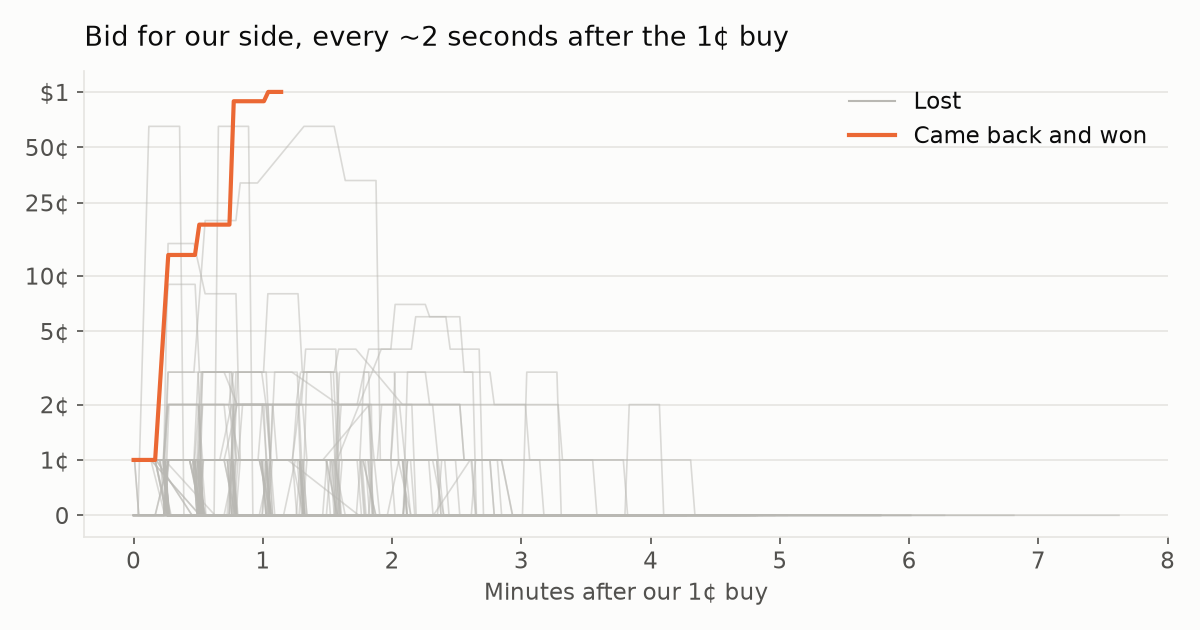 Bid for our side, every ~2 seconds after the 1¢ buy
$1
50¢
25¢
10¢
5¢
2¢
1¢
0
Lost
Came back and won
0 1 2 3 4 5 6 7 8
Minutes after our 1¢ buy